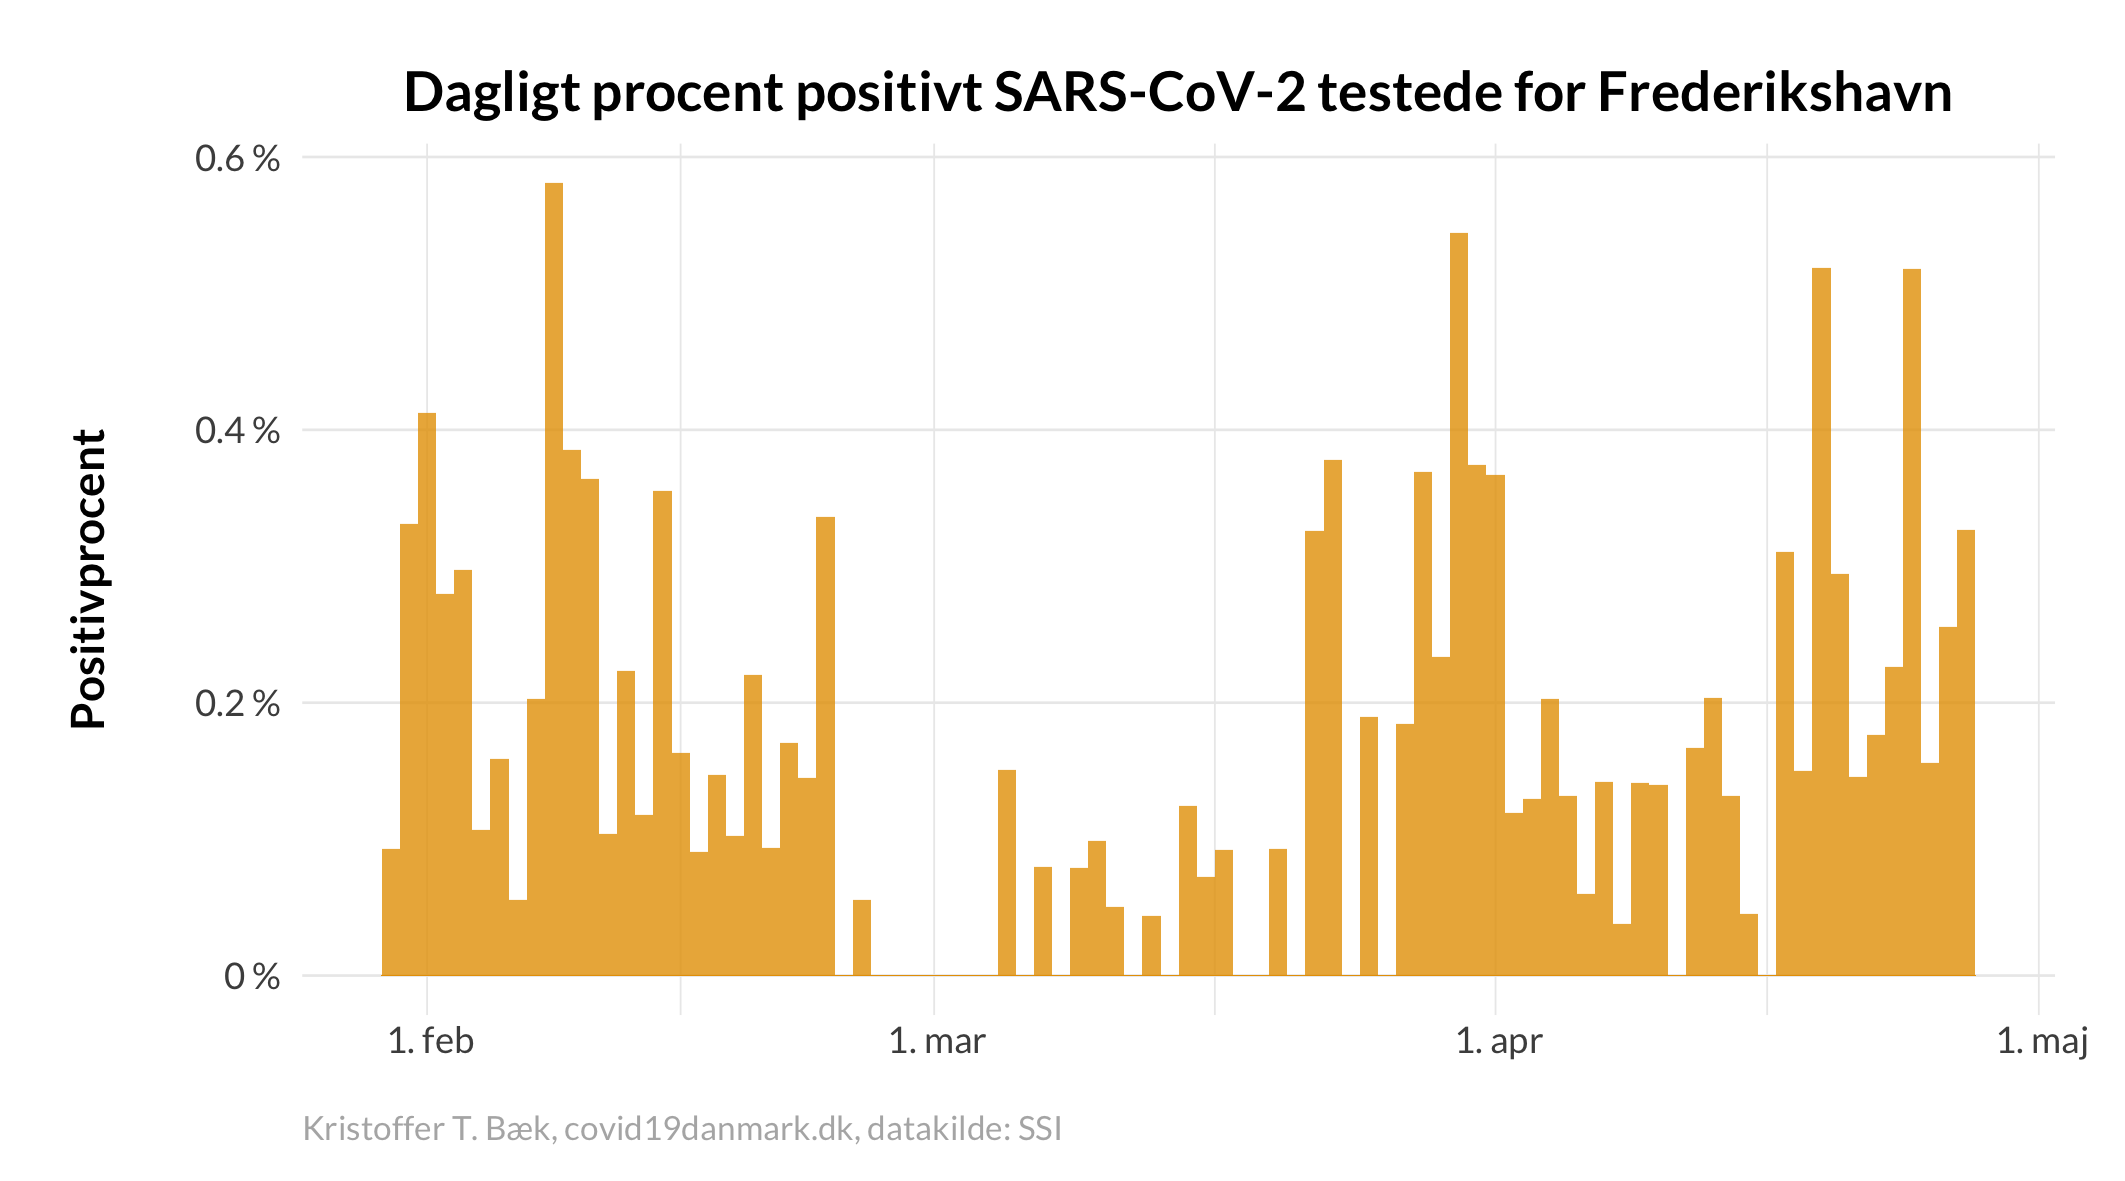 Dagligt procent positivt SARS-CoV-2 testede for Frederikshavn
0.6 %
0.4 %
0.2 %
0 %
Positivprocent
1. feb
1. mar
1. apr
1. maj
Kristoffer T. Bæk, covid19danmark.dk, datakilde: SSI